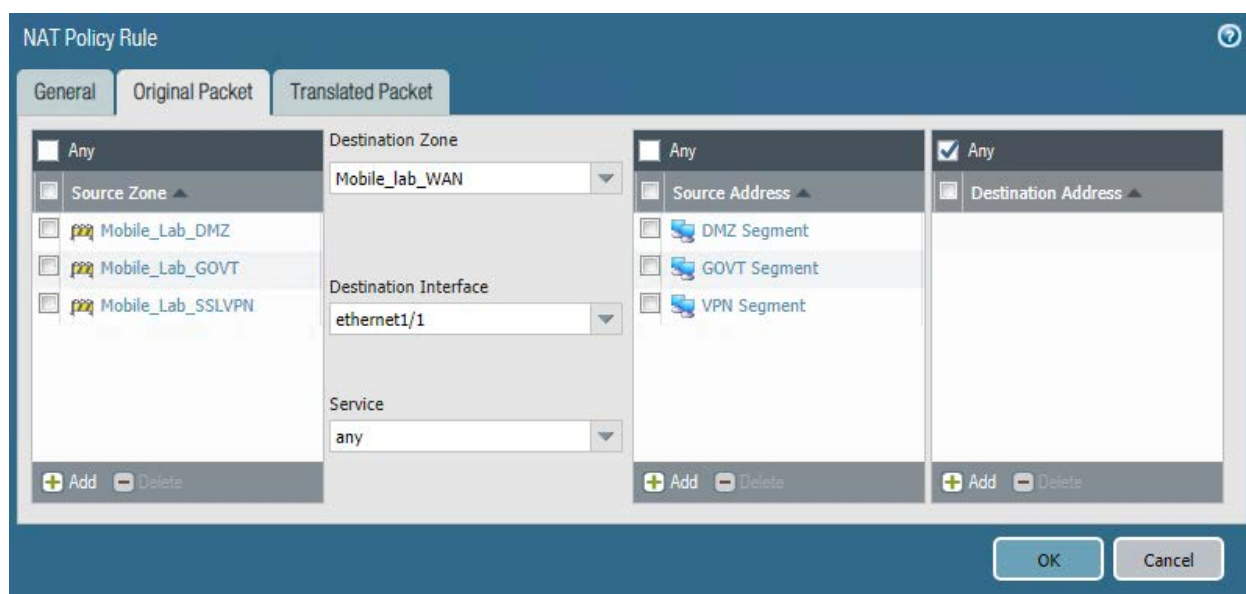 NAT Policy Rule
General
Original Packet
Translated Packet
Any
Source Zone
Mobile_Lab_DMZ
Mobile_Lab_GOVT
Mobile_Lab_SSLVPN
Add
Delete
Destination Zone
Mobile_lab_WAN
Destination Interface
ethernet1/1
Service
any
Any
Source Address
DMZ Segment
GOVT Segment
VPN Segment
Add
Delete
Any
Destination Address
Add
Delete
OK
Cancel